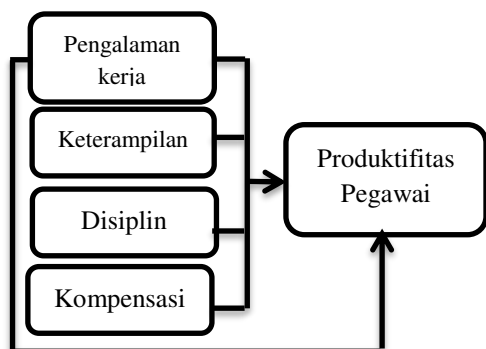 Pengalaman
kerja
Keterampilan
Disiplin
Kompensasi
Produktifitas
Pegawai